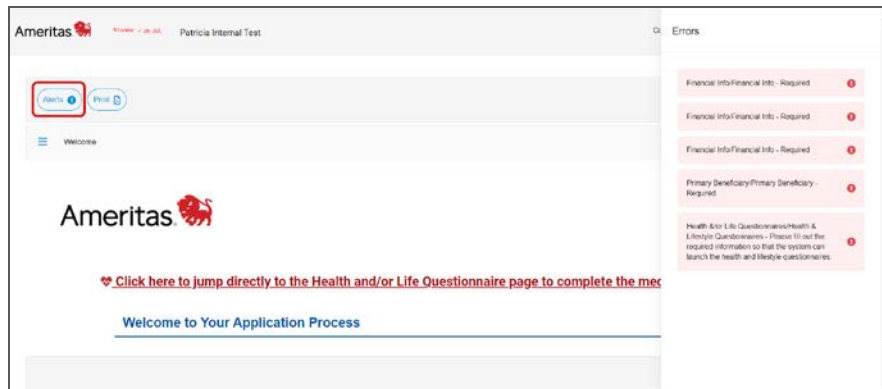 Ameritas
Patricia Internal Test
Errors
Financial Info/Financial Info - Required
Financial Info/Financial Info - Required
Financial Info/Financial Info - Required
Primary Beneficiary/Primary Beneficiary -
Required
Health &/or Life Questionnaires/Health &
Lifestyle Questionnaires - Please fill out the
required information so that the system can
launch the health and lifestyle questionnaires
Alerts
Print
Welcome
Ameritas
Click here to jump directly to the Health and/or Life Questionnaire page to complete the med
Welcome to Your Application Process